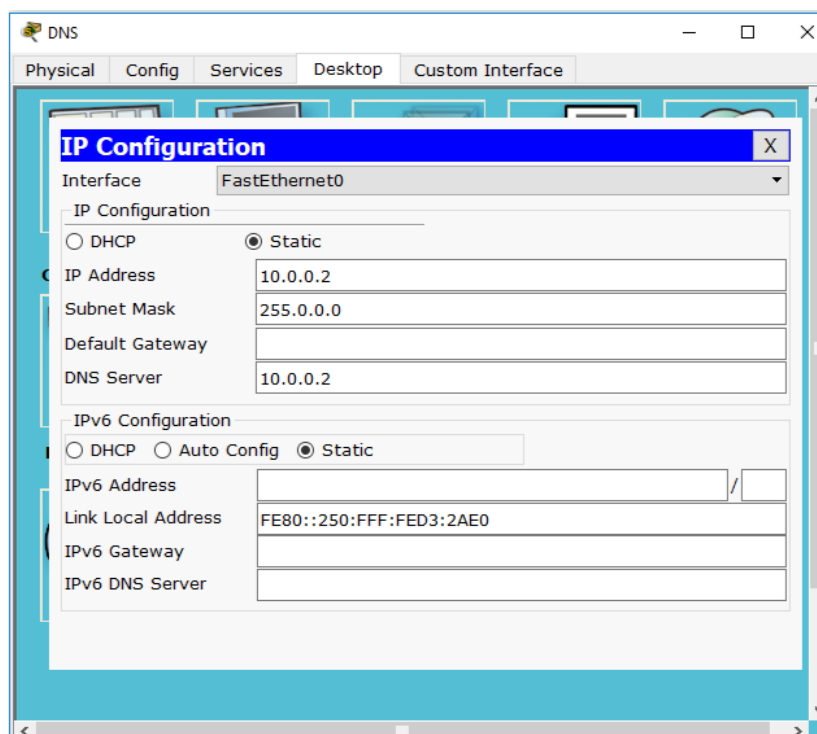 DNS
Physical Config Services Desktop Custom Interface
IP Configuration X
Interface FastEthernet0
IP Configuration
DHCP Static
IP Address 10.0.0.2
Subnet Mask 255.0.0.0
Default Gateway
DNS Server 10.0.0.2
IPv6 Configuration
DHCP Auto Config Static
IPv6 Address /
Link Local Address FE80::250:FFF:FED3:2AE0
IPv6 Gateway
IPv6 DNS Server